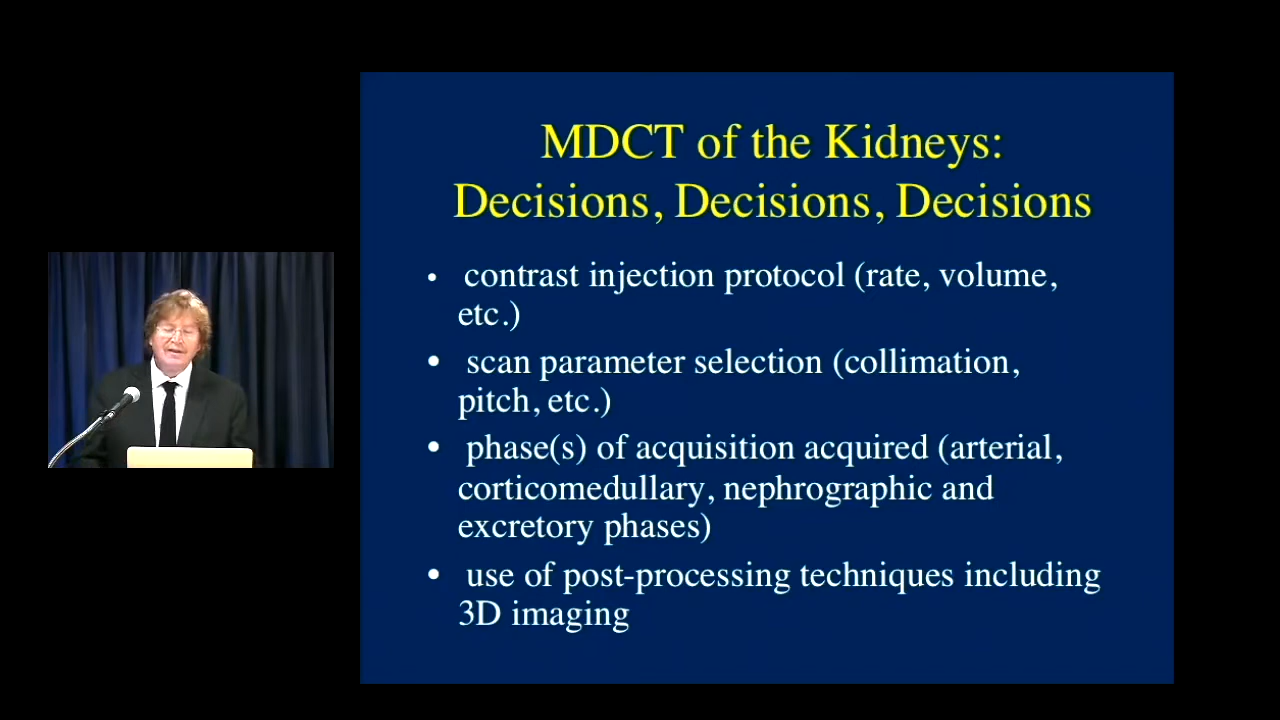 MDCT of the Kidneys:
Decisions, Decisions, Decisions
• contrast injection protocol (rate, volume,
etc.)
• scan parameter selection (collimation,
pitch, etc.)
• phase(s) of acquisition acquired (arterial,
corticomedullary, nephrographic and
excretory phases)
• use of post-processing techniques including
3D imaging